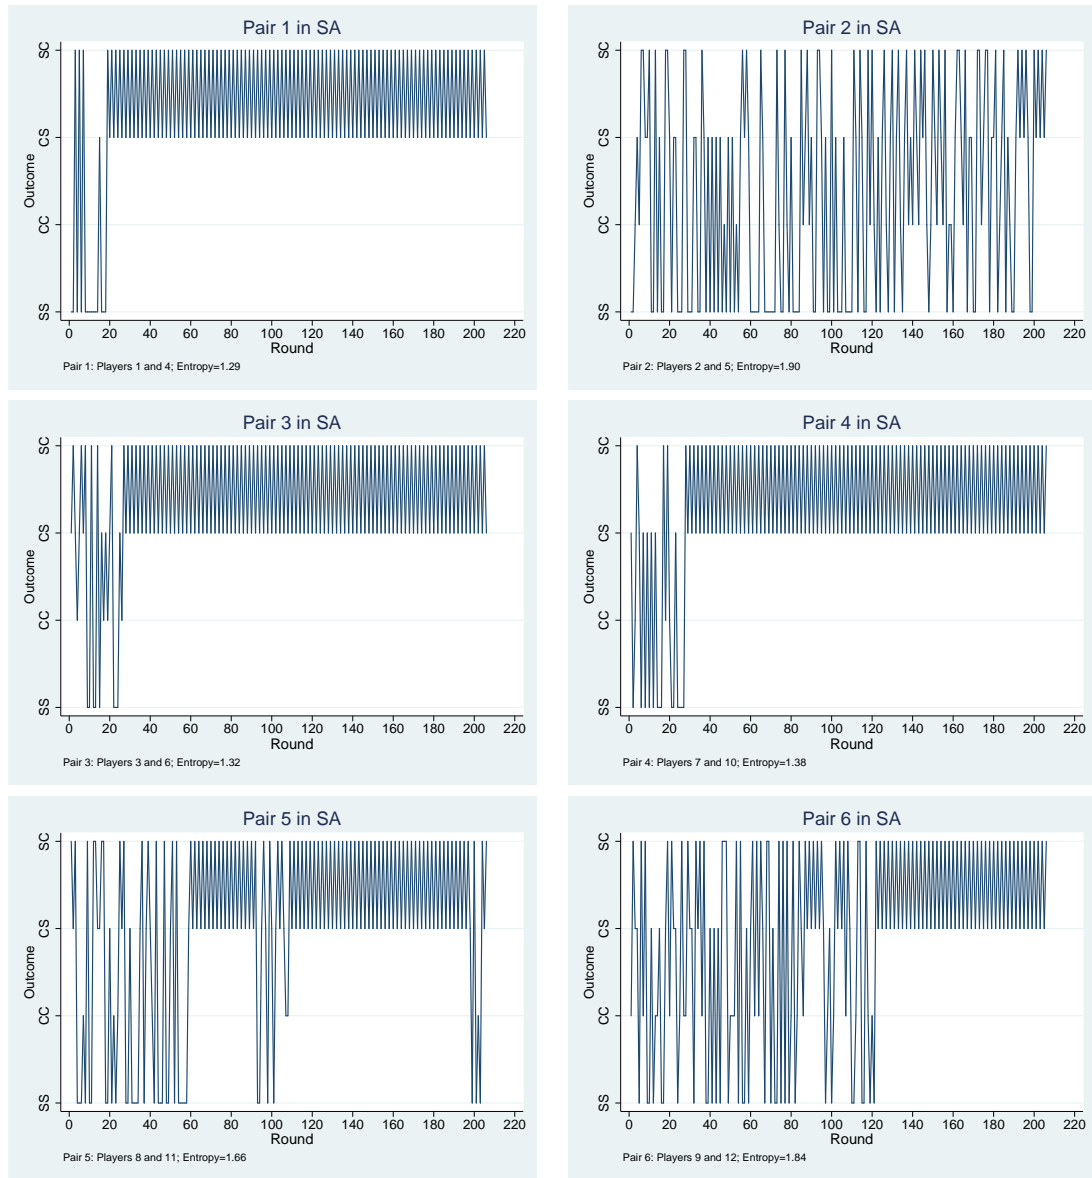 Pair 1 in SA
SC
CS
CC
SS
Outcome
0 20 40 60 80 100 120 140 160 180 200 220
Round
Pair 1: Players 1 and 4; Entropy=1.29
Pair 2 in SA
SC
CS
CC
SS
Outcome
0 20 40 60 80 100 120 140 160 180 200 220
Round
Pair 2: Players 2 and 5; Entropy=1.90
Pair 3 in SA
SC
CS
CC
SS
Outcome
0 20 40 60 80 100 120 140 160 180 200 220
Round
Pair 3: Players 3 and 6; Entropy=1.32
Pair 4 in SA
SC
CS
CC
SS
Outcome
0 20 40 60 80 100 120 140 160 180 200 220
Round
Pair 4: Players 7 and 10; Entropy=1.38
Pair 5 in SA
SC
CS
CC
SS
Outcome
0 20 40 60 80 100 120 140 160 180 200 220
Round
Pair 5: Players 8 and 11; Entropy=1.66
Pair 6 in SA
SC
CS
CC
SS
Outcome
0 20 40 60 80 100 120 140 160 180 200 220
Round
Pair 6: Players 9 and 12; Entropy=1.84